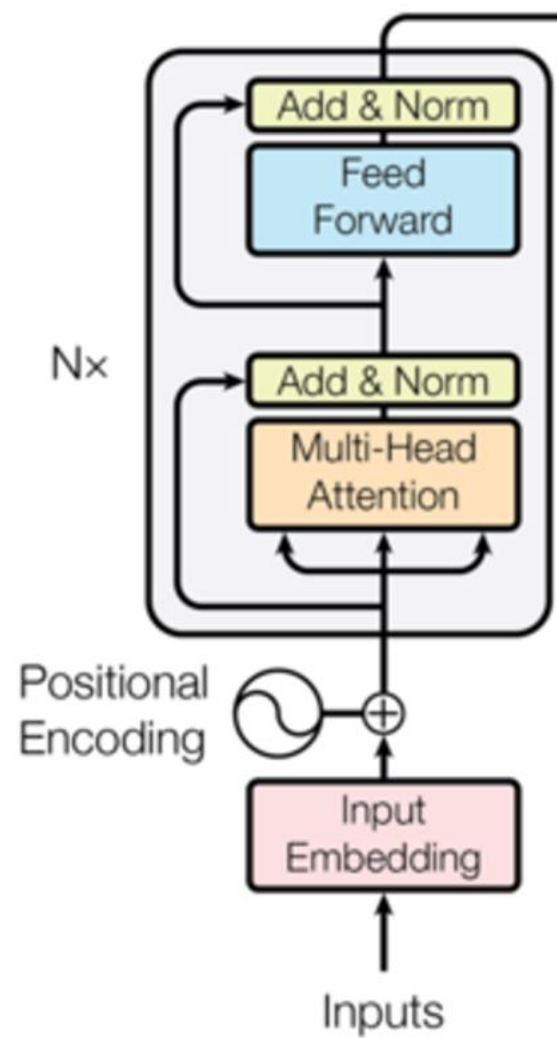 Add & Norm
Feed
Forward
Nx
Add & Norm
Multi-Head
Attention
Positional
Encoding
Input
Embedding
Inputs